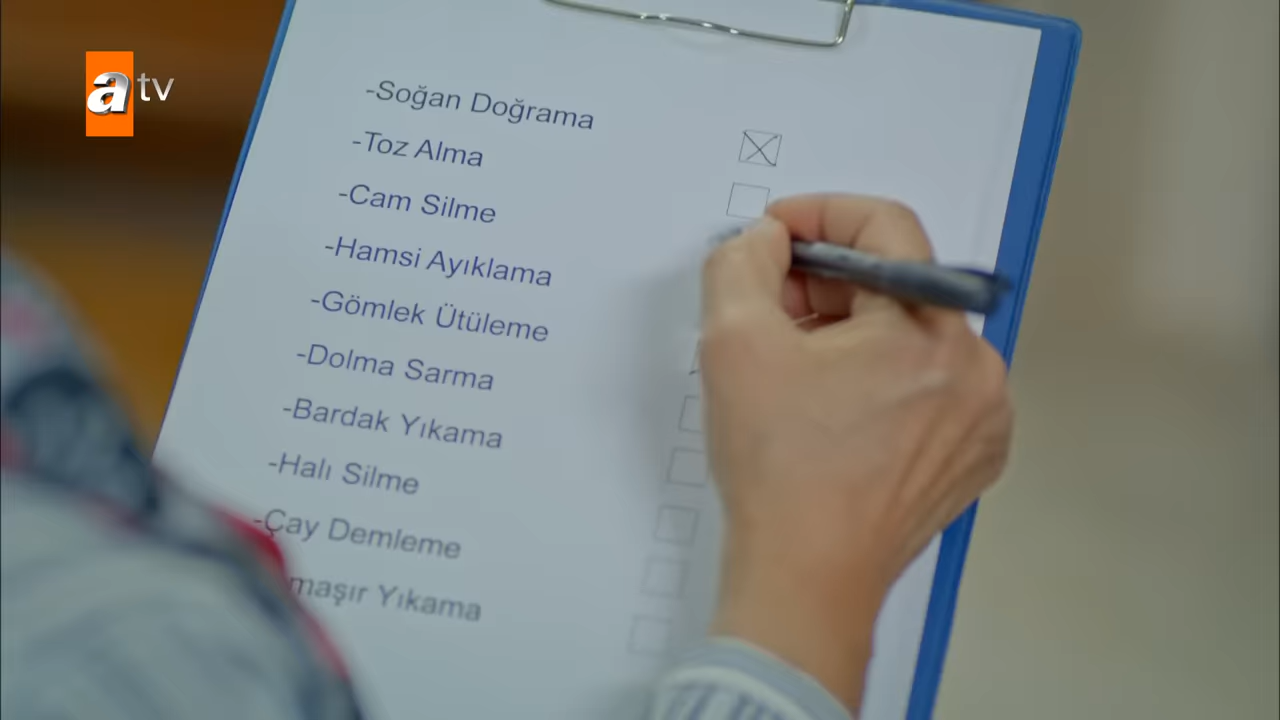 atv
-Soğan Doğrama
-Toz Alma
-Cam Silme
-Hamsi Ayıklama
-Gömlek Ütüleme
-Dolma Sarma
-Bardak Yıkama
-Halı Silme
-Çay Demleme
Yıkama